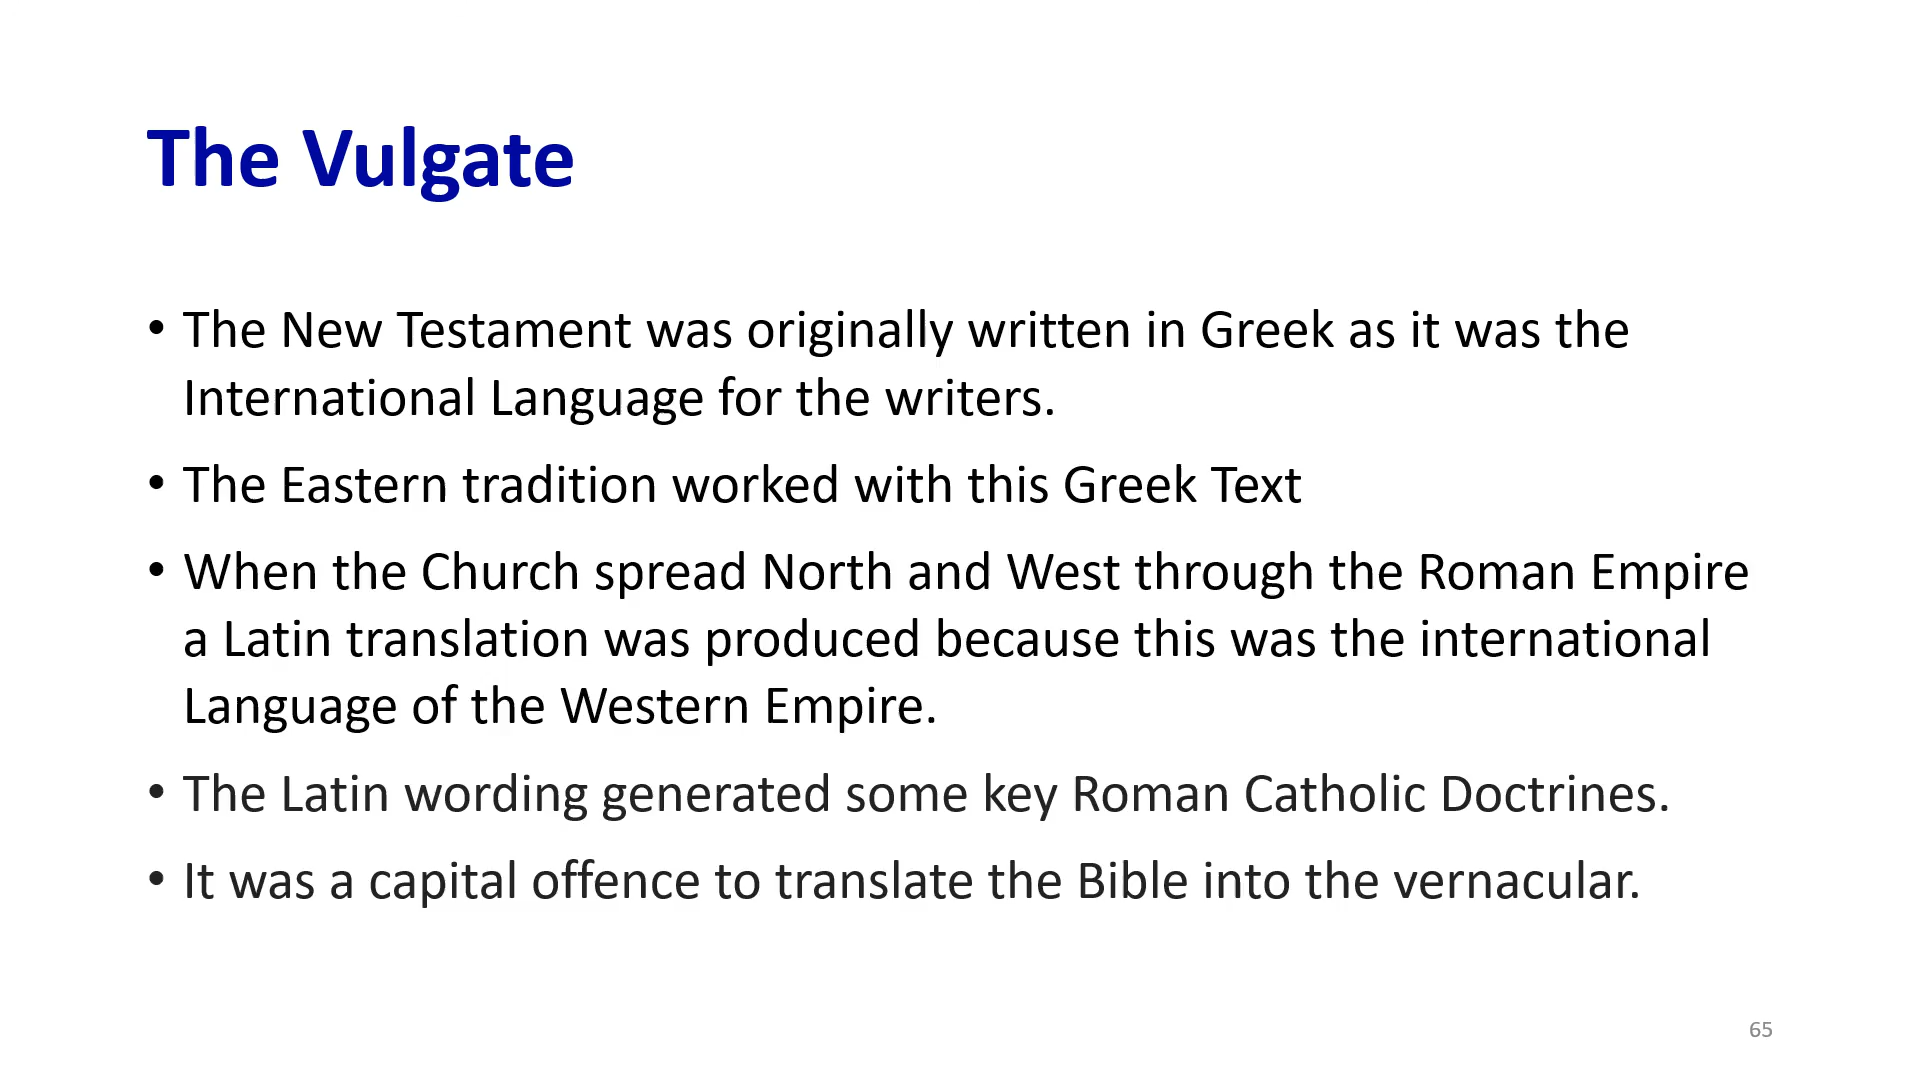 The Vulgate
• The New Testament was originally written in Greek as it was the
International Language for the writers.
• The Eastern tradition worked with this Greek Text
• When the Church spread North and West through the Roman Empire
a Latin translation was produced because this was the international
Language of the Western Empire.
• The Latin wording generated some key Roman Catholic Doctrines.
• It was a capital offence to translate the Bible into the vernacular.
65